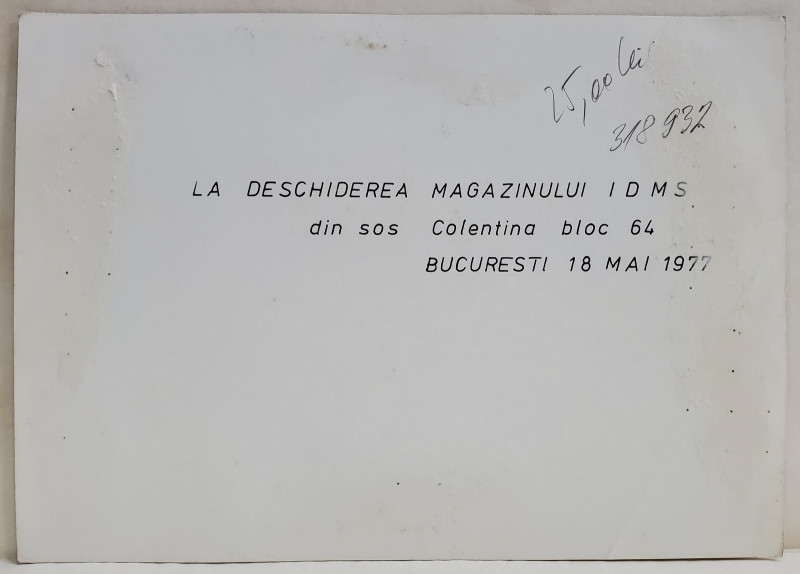 25,00 lei
318 932
LA DESCHIDEREA MAGAZINULUI I D M S
din sos Colentina bloc 64
BUCURESTI 18 MAI 1977